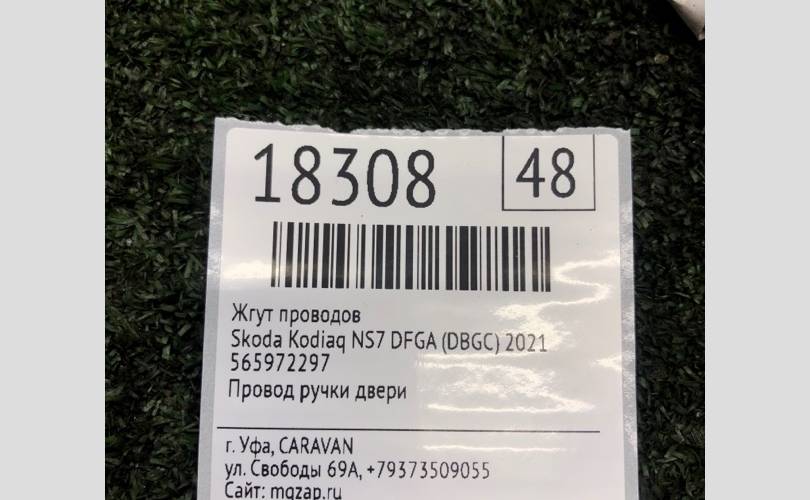 18308 48
Жгут проводов
Skoda Kodiaq NS7 DFGA (DBGC) 2021
565972297
Провод ручки двери
г. Уфа, CARAVAN
ул. Свободы 69А, +79373509055
Сайт: mgzap.ru